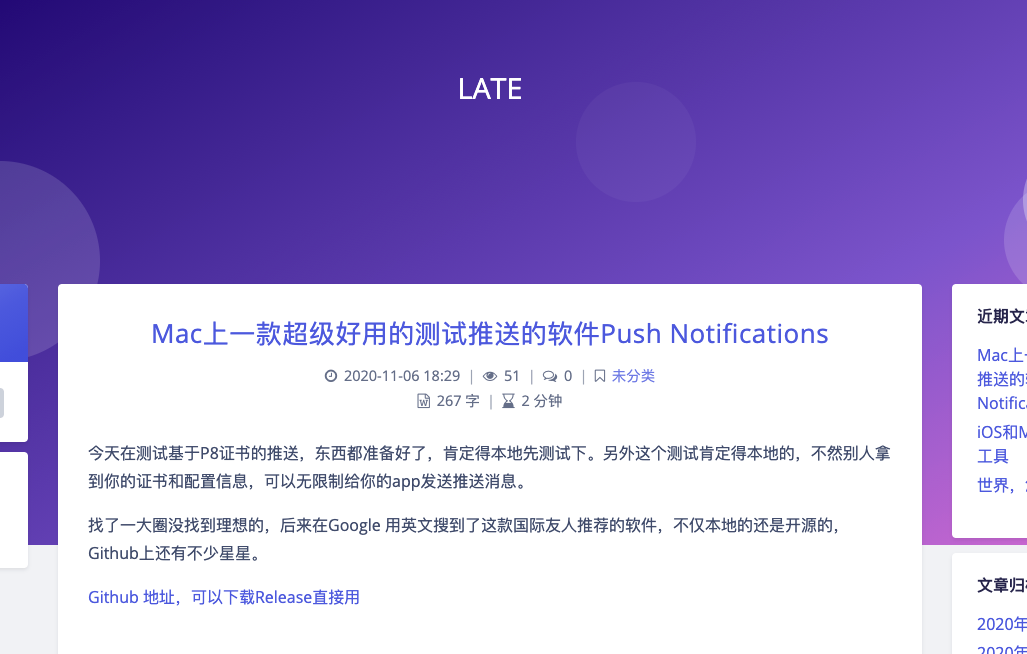 LATE
Mac上一款超级好用的测试推送的软件Push Notifications
2020-11-06 18:29 | 51 | 0 | 未分类
267 字 | 2 分钟
今天在测试基于P8证书的推送，东西都准备好了，肯定得本地先测试下。另外这个测试肯定得本地的，不然别人拿
到你的证书和配置信息，可以无限制给你的app发送推送消息。
找了一大圈没找到理想的，后来在Google 用英文搜到了这款国际友人推荐的软件，不仅本地的还是开源的，
Github上还有不少星星。
Github 地址，可以下载Release直接用
近期文
Mac上
推送的
Notific
iOS和M
工具
世界，
文章归
2020年
2020年